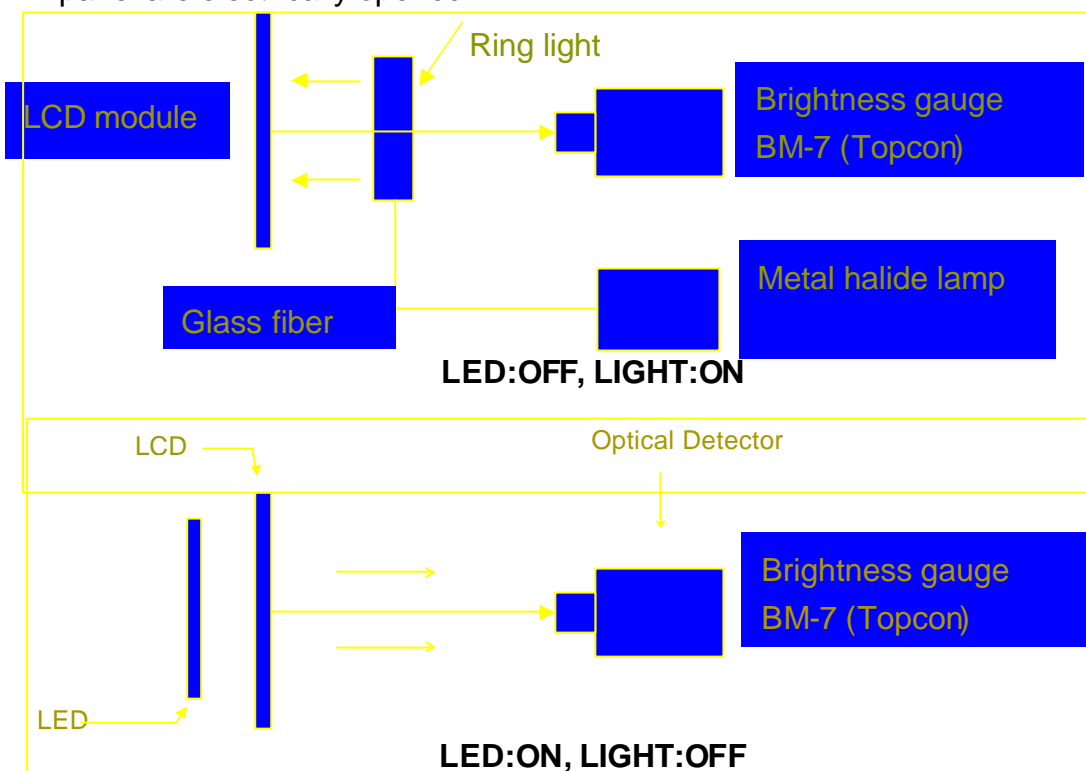 Ring light
LCD module
Brightness gauge
BM-7 (Topcon)
Metal halide lamp
Glass fiber
LED:OFF, LIGHT:ON
LCD
Optical Detector
Brightness gauge
BM-7 (Topcon)
LED
LED:ON, LIGHT:OFF